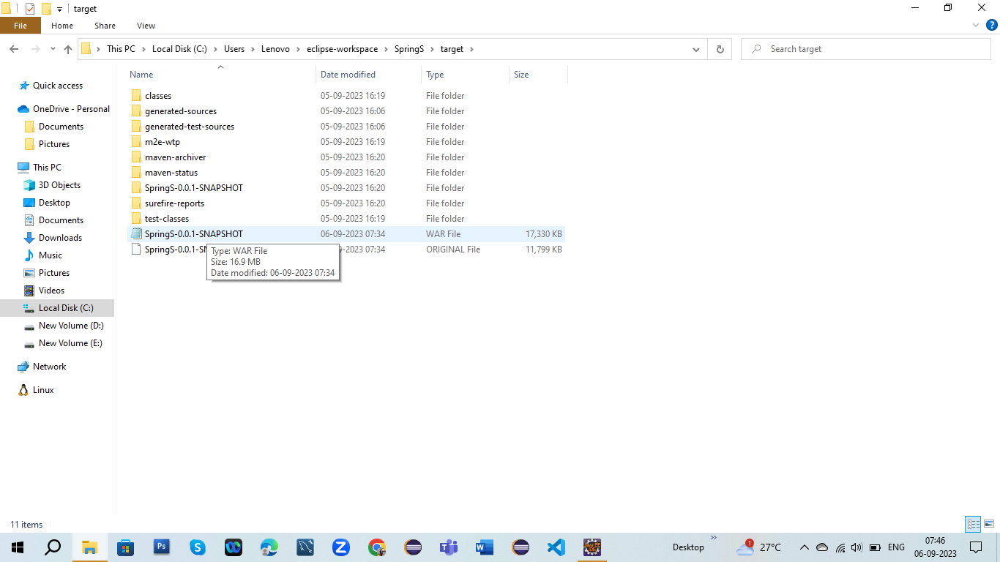 target
File Home Share View
This PC Local Disk (C:) Users Lenovo eclipse-workspace SpringS target
Search target
Name Date modified Type Size
Quick access
OneDrive - Personal
Documents
Pictures
This PC
3D Objects
Desktop
Documents
Downloads
Music
Pictures
Videos
Local Disk (C:)
New Volume (D:)
New Volume (E:)
Network
Linux
classes 05-09-2023 16:19 File folder
generated-sources 05-09-2023 16:06 File folder
generated-test-sources 05-09-2023 16:06 File folder
m2e-wtp 05-09-2023 16:19 File folder
maven-archiver 05-09-2023 16:20 File folder
maven-status 05-09-2023 16:20 File folder
SpringS-0.0.1-SNAPSHOT 05-09-2023 16:20 File folder
surefire-reports 05-09-2023 16:20 File folder
test-classes 05-09-2023 16:19 File folder
SpringS-0.0.1-SNAPSHOT 06-09-2023 07:34 WAR File 17,330 KB
SpringS-0.0.1-SN 2023 07:34 ORIGINAL File 11,799 KB
Type: WAR File
Size: 16.9 MB
Date modified: 06-09-2023 07:34
11 items
Ps
Desktop
1
27°C
ENG
07:46
06-09-2023